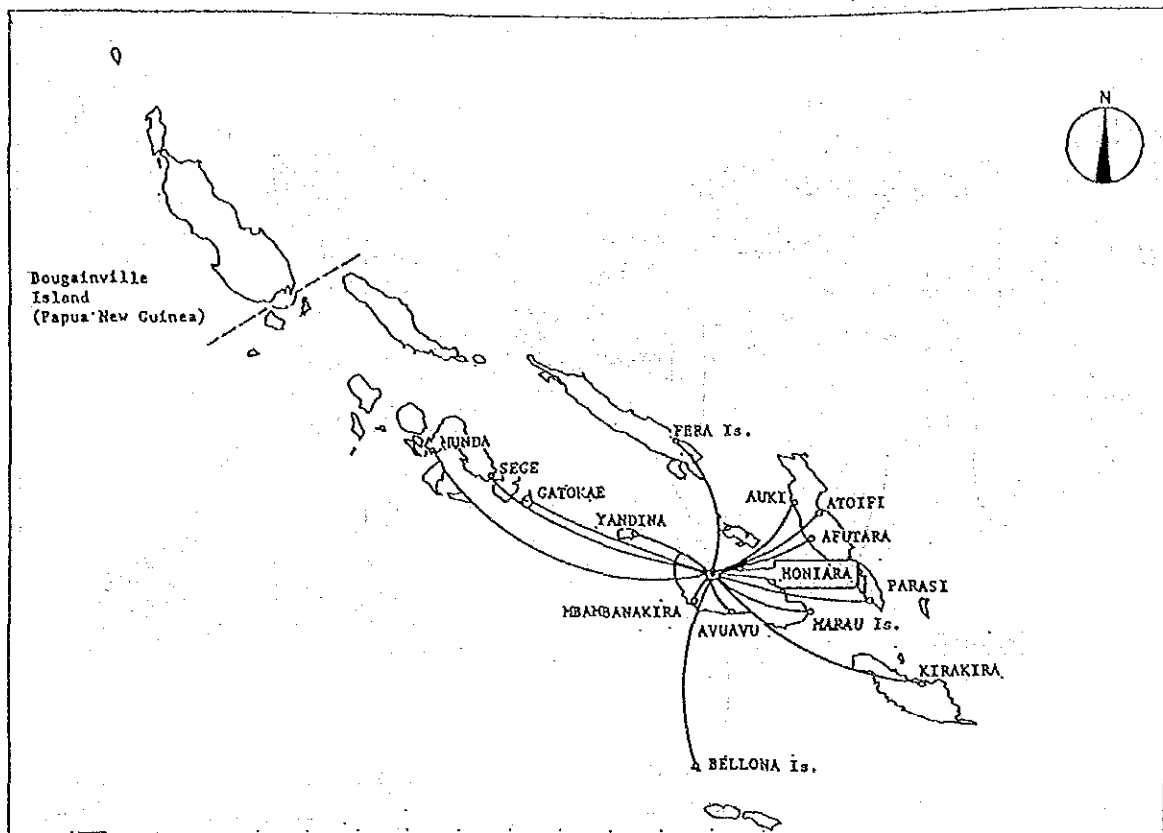 N
Bougainville
Island
(Papua New Guinea)
FERA Is.
MUNDA
SEGE
GATOKAE
AUKI
ATOIFI
YANDINA
AFUTARA
HONIARA
PARASI
MBAMBANAKIRA
AVUAVU
MARAU Is.
KIRAKIRA
BELLONA Is.